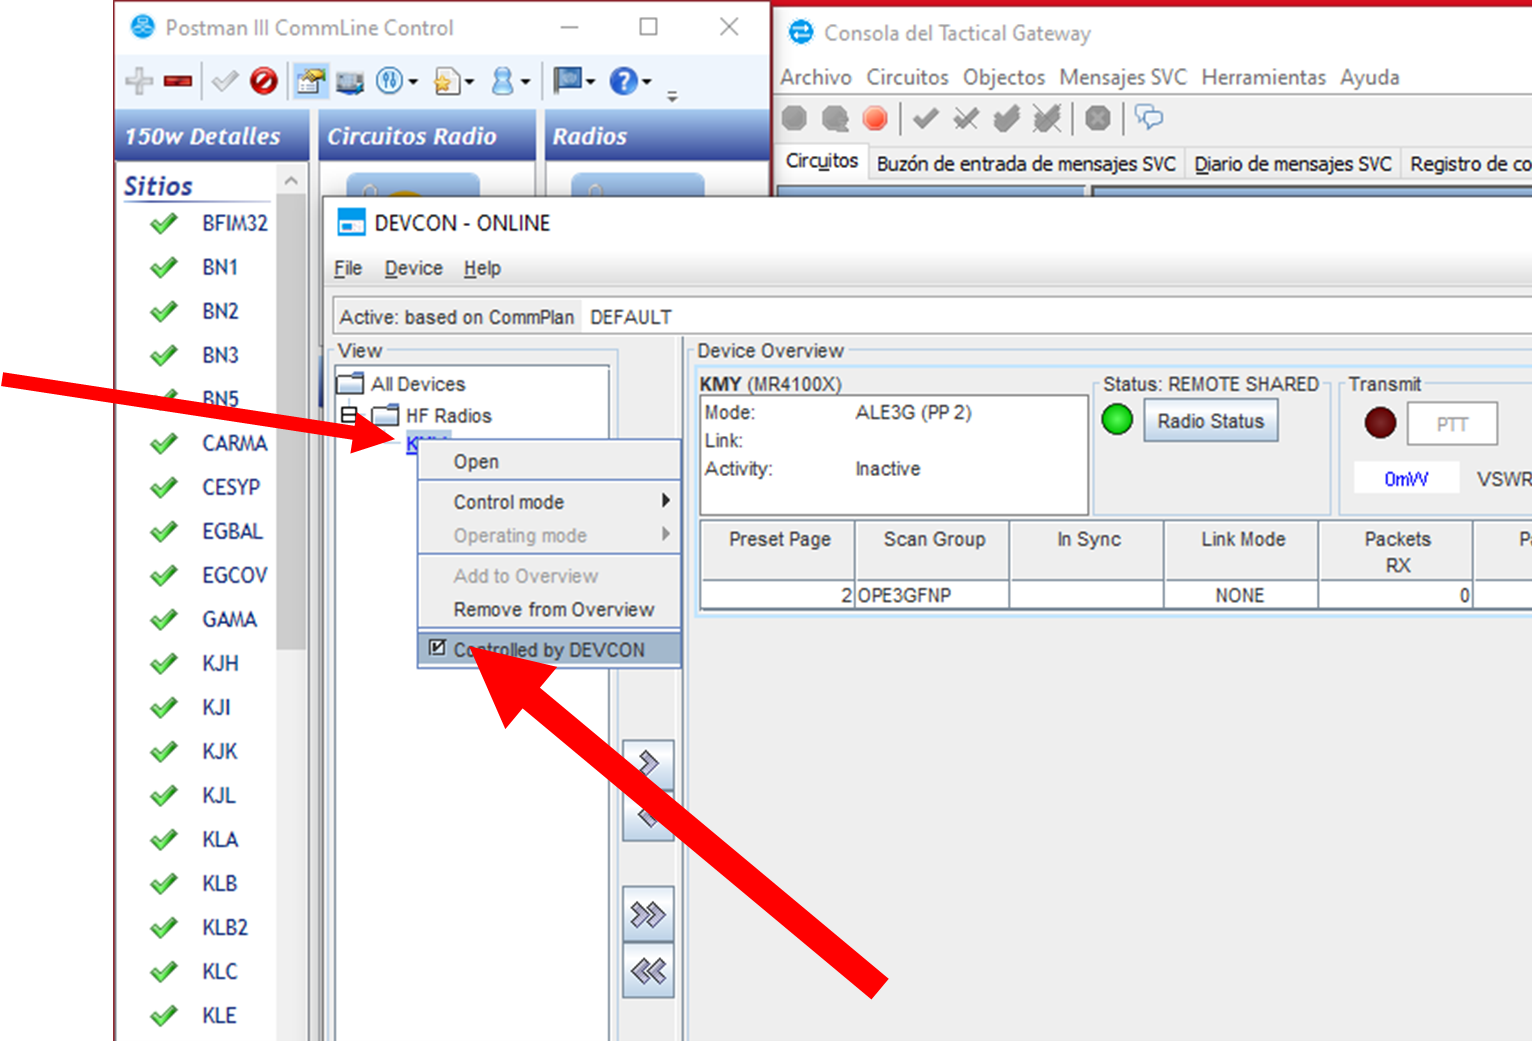 Postman III CommLine Control
150w Detalles
Circuitos Radio
Radios
Sitios
BFIM32
BN1
BN2
BN3
BN5
CARMA
CESYP
EGBAL
EGCOV
GAMA
KJH
KJI
KJK
KJL
KLA
KLB
KLB2
KLC
KLE
Consola del Tactical Gateway
Archivo Circuitos Objectos Mensajes SVC Herramientas Ayuda
Circuitos Buzón de entrada de mensajes SVC Diario de mensajes SVC Registro de co
DEVCON - ONLINE
File Device Help
Active: based on CommPlan DEFAULT
View
All Devices
HF Radios
Open
Control mode
Operating mode
Add to Overview
Remove from Overview
Controlled by DEVCON
Device Overview
KMY (MR4100X)
Mode: ALE3G (PP 2)
Link:
Activity: Inactive
Status: REMOTE SHARED
Radio Status
Transmit
PTT
0mW VSWR
Preset Page Scan Group In Sync Link Mode Packets RX
2 OPE3GFNP NONE 0